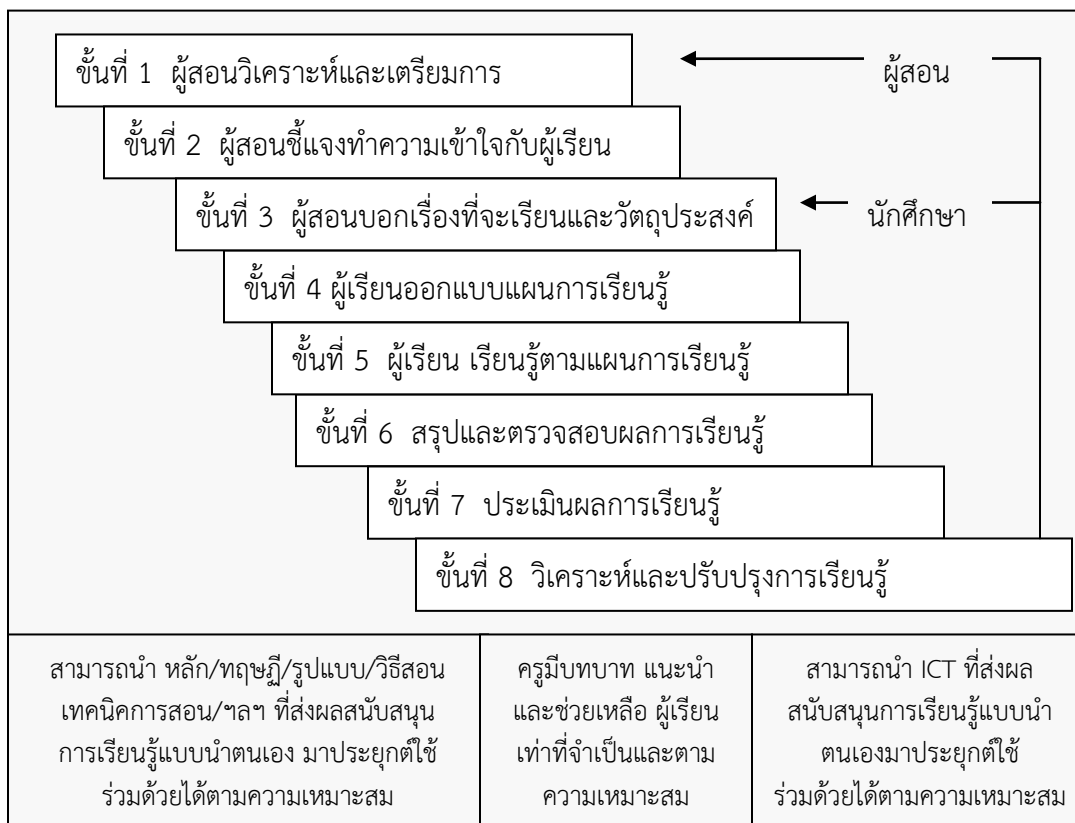 ขั้นที่ 1 ผู้สอนวิเคราะห์และเตรียมการ
ผู้สอน
ขั้นที่ 2 ผู้สอนชี้แจงทำความเข้าใจกับผู้เรียน
ขั้นที่ 3 ผู้สอนบอกเรื่องที่จะเรียนและวัตถุประสงค์
นักศึกษา
ขั้นที่ 4 ผู้เรียนออกแบบแผนการเรียนรู้
ขั้นที่ 5 ผู้เรียน เรียนรู้ตามแผนการเรียนรู้
ขั้นที่ 6 สรุปและตรวจสอบผลการเรียนรู้
ขั้นที่ 7 ประเมินผลการเรียนรู้
ขั้นที่ 8 วิเคราะห์และปรับปรุงการเรียนรู้
สามารถนำ หลัก/ทฤษฏี/รูปแบบ/วิธีสอน
เทคนิคการสอน/ฯลฯ ที่ส่งผลสนับสนุน
การเรียนรู้แบบนำตนเอง มาประยุกต์ใช้
ร่วมด้วยได้ตามความเหมาะสม
ครูมีบทบาท แนะนำ
และช่วยเหลือ ผู้เรียน
เท่าที่จำเป็นและตาม
ความเหมาะสม
สามารถนำ ICT ที่ส่งผล
สนับสนุนการเรียนรู้แบบนำ
ตนเองมาประยุกต์ใช้
ร่วมด้วยได้ตามความเหมาะสม